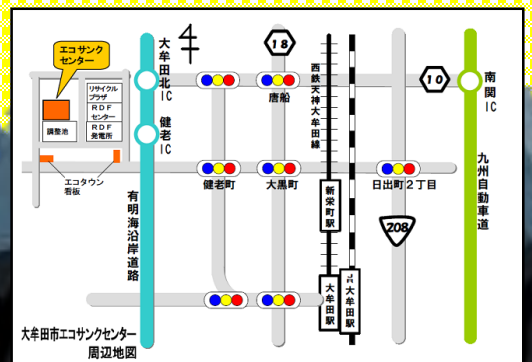 エコサンク
センター
大牟田北IC
18
西鉄天神大牟田線
10
南関IC
リサイクル
プラザ
RDF
センター
RDF
発電所
調整池
唐船
健老IC
エコタウン
看板
健老町
大黒町
日出町2丁目
新栄町駅
有明海沿岸道路
九州自動車道
208
大牟田駅
JR大牟田駅
大牟田市エコサンクセンター
周辺地図